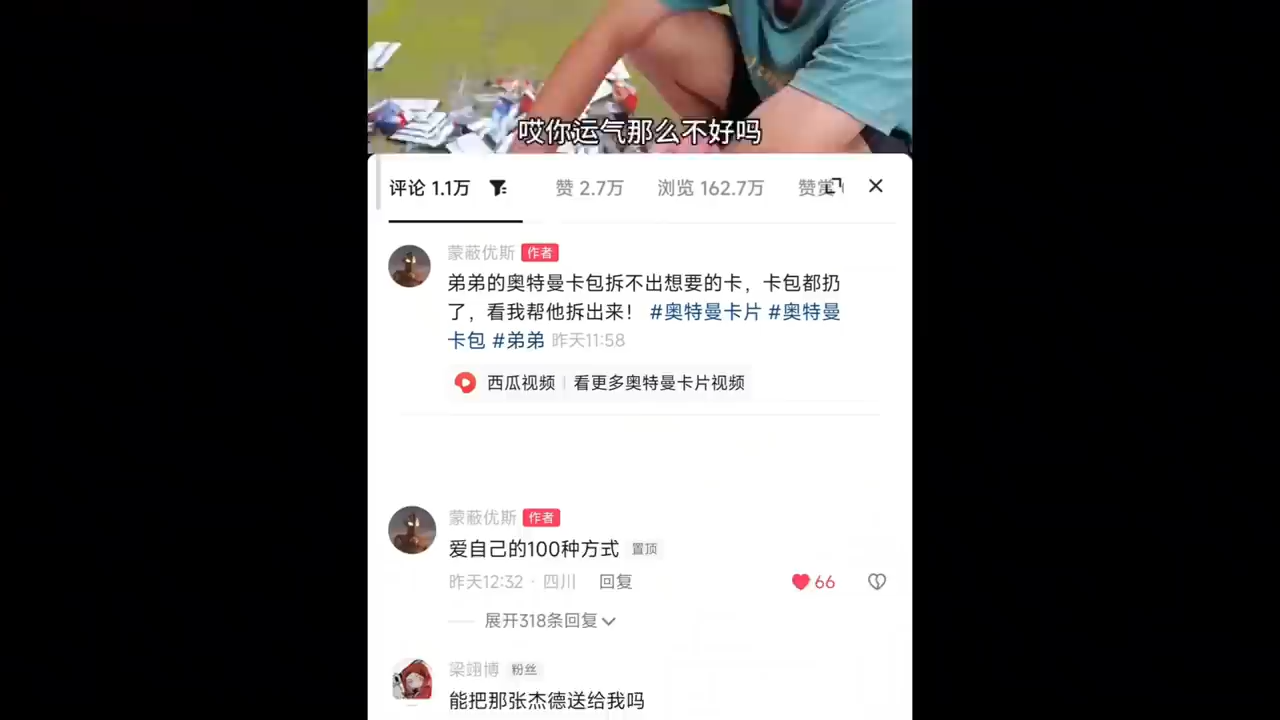 哎你运气那么不好吗
评论 1.1万 赞 2.7万 浏览 162.7万 赞赏
蒙蔽优斯 作者
弟弟的奥特曼卡包拆不出想要的卡，卡包都扔
了，看我帮他拆出来！ #奥特曼卡片 #奥特曼
卡包 #弟弟 昨天11:58
西瓜视频 | 看更多奥特曼卡片视频
蒙蔽优斯 作者
爱自己的100种方式 置顶
昨天12:32 · 四川 回复 66
展开318条回复
梁翊博 粉丝
能把那张杰德送给我吗